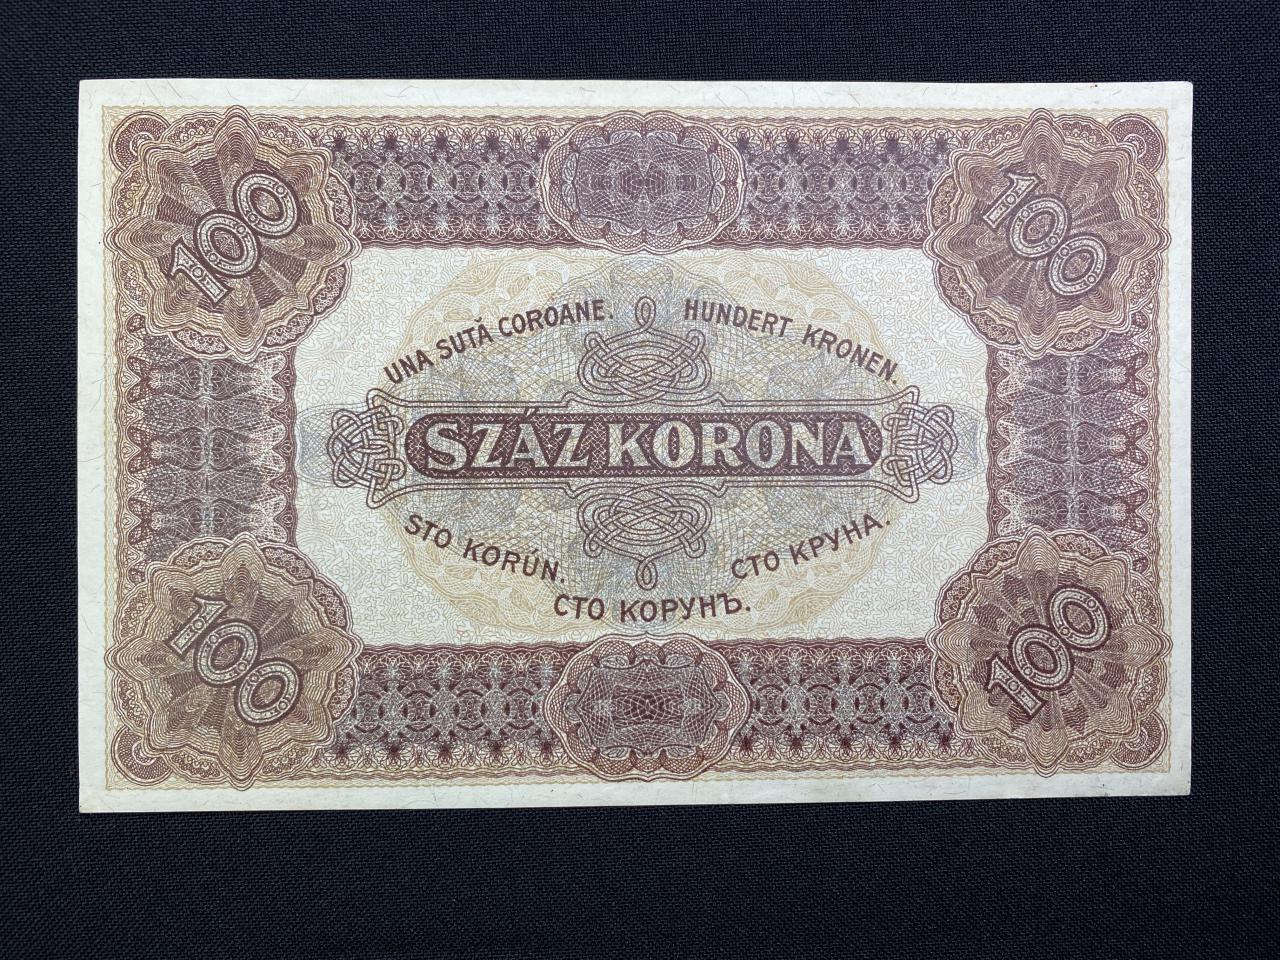 100
100
UNA SUTĂ COROANE.
HUNDERT KRONEN.
SZÁZ KORONA
STO KORÚN.
СТО КРУНА.
СТО КОРУНЪ.
100
100